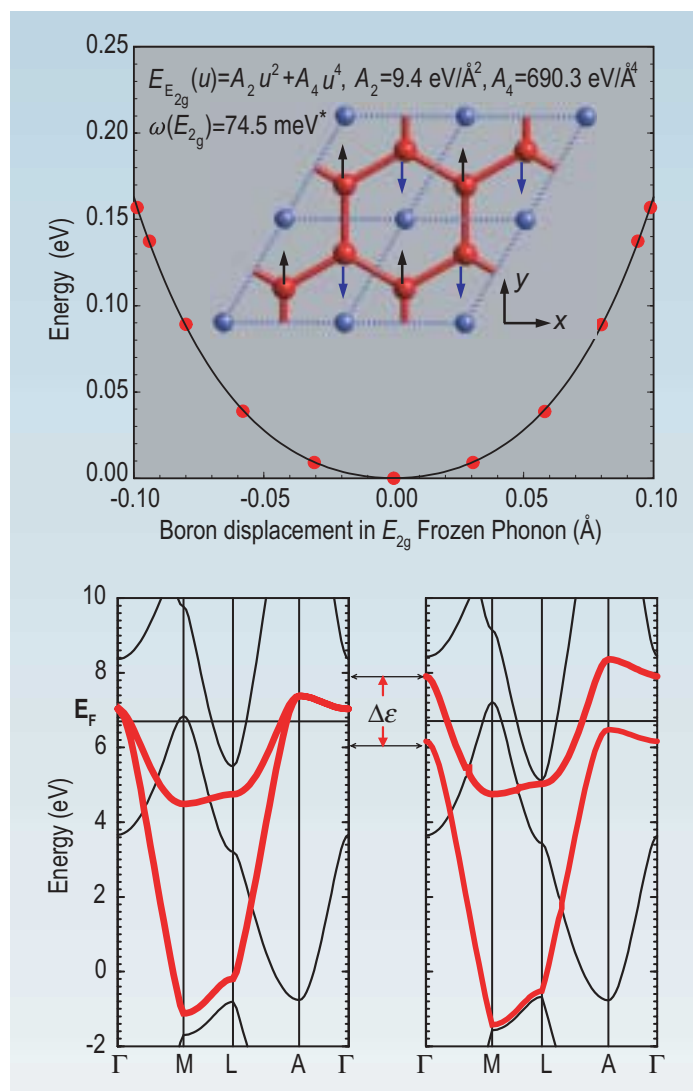 0.25
0.20
0.15
0.10
0.05
0.00
Energy (eV)
E_{E_{2g}}(u)=A_2 u^2+A_4 u^4, A_2=9.4 eV/Å^2, A_4=690.3 eV/Å^4
ω(E_{2g})=74.5 meV*
y
x
-0.10 -0.05 0.00 0.05 0.10
Boron displacement in E_{2g} Frozen Phonon (Å)
10
8
E_F
6
4
2
0
-2
Energy (eV)
Δε
Γ M L A Γ
Γ M L A Γ